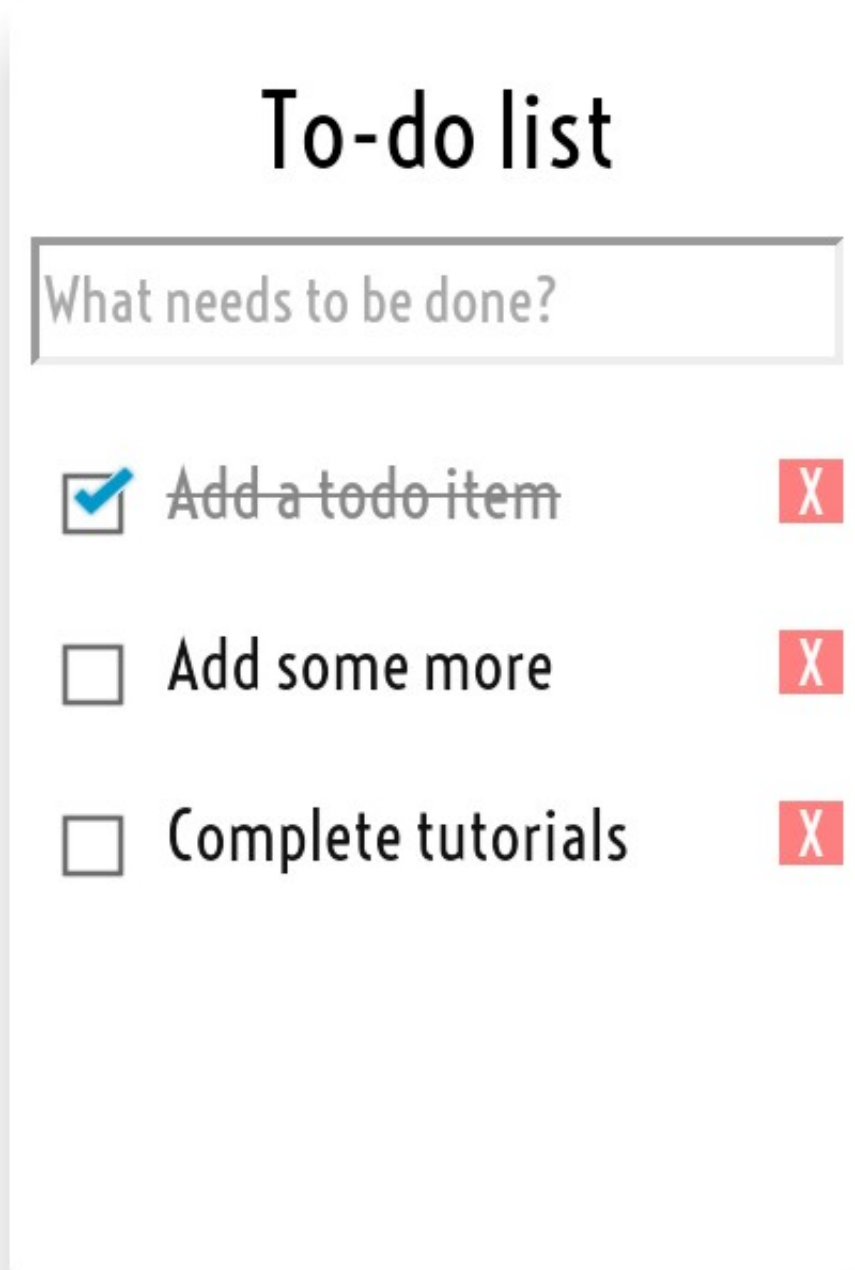 To-do list
What needs to be done?
Add a todo item X
Add some more X
Complete tutorials X